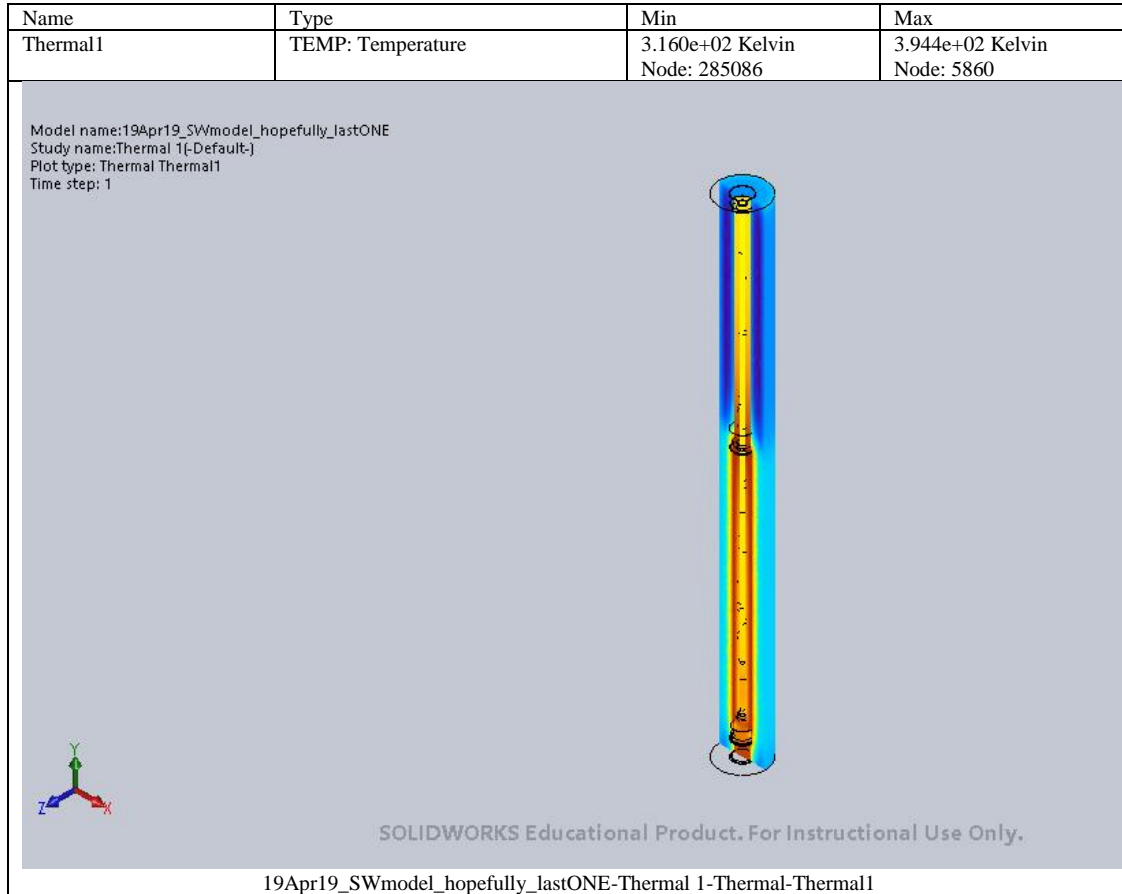 Name Type Min Max
Thermal1 TEMP: Temperature 3.160e+02 Kelvin 3.944e+02 Kelvin
Node: 285086 Node: 5860
Model name:19Apr19_SWmodel_hopefully_lastONE
Study name:Thermal 1(-Default-)
Plot type: Thermal Thermal1
Time step: 1
Y
Z X
SOLIDWORKS Educational Product. For Instructional Use Only.
19Apr19_SWmodel_hopefully_lastONE-Thermal 1-Thermal-Thermal1